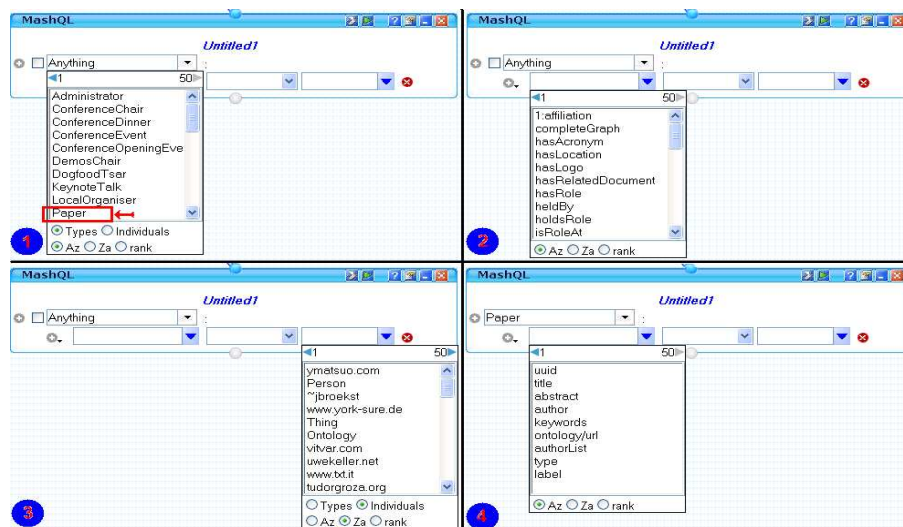 MashQL
Untitled1
Anything
:
1 50
Administrator
ConferenceChair
ConferenceDinner
ConferenceEvent
ConferenceOpeningEve
DemosChair
DogfoodTsar
KeynoteTalk
LocalOrganiser
Paper
Types Individuals
Az Za rank
1
MashQL
Untitled1
Anything
:
1 50
1:affiliation
completeGraph
hasAcronym
hasLocation
hasLogo
hasRelatedDocument
hasRole
heldBy
holdsRole
isRoleAt
Az Za rank
2
MashQL
Untitled1
Anything
:
1 50
ymatsuo.com
Person
~jbroekst
www.york-sure.de
Thing
Ontology
vitvar.com
uwekeller.net
www.txt.it
tudorgroza.org
Types Individuals
Az Za rank
3
MashQL
Untitled1
Paper
:
1 50
uuid
title
abstract
author
keywords
ontology/url
authorList
type
label
Az Za rank
4